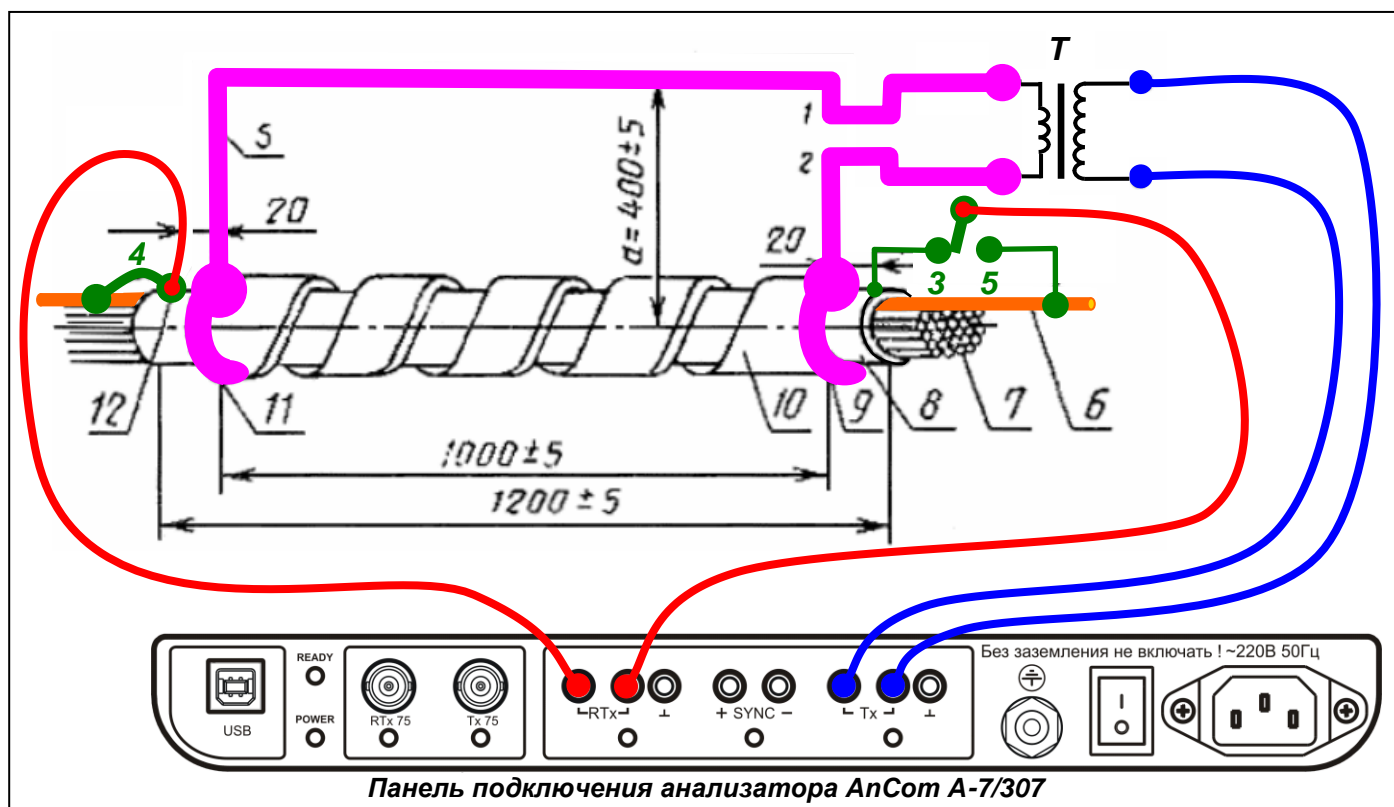 T
1
5
a=400±5
2
20
20
4
3
5
12
11
10
9
8
7
6
1000±5
1200±5
Без заземления не включать ! ~220В 50Гц
READY
USB
POWER
RTx 75
Tx 75
RTx
⊥
+ SYNC −
Tx
⊥
I
O
Панель подключения анализатора AnCom A-7/307